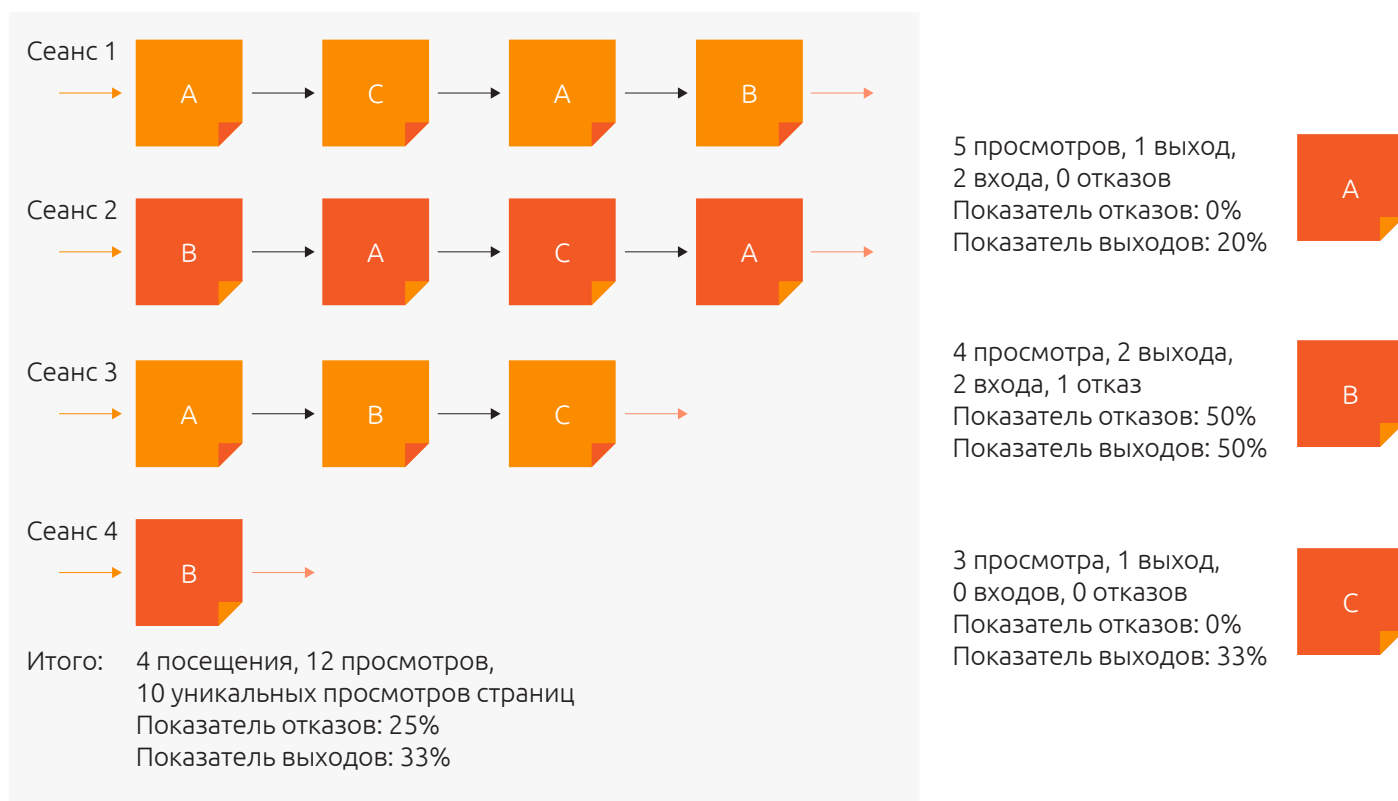 Сеанс 1
A
C
A
B
Сеанс 2
B
A
C
A
Сеанс 3
A
B
C
Сеанс 4
B
Итого: 4 посещения, 12 просмотров,
10 уникальных просмотров страниц
Показатель отказов: 25%
Показатель выходов: 33%
5 просмотров, 1 выход,
2 входа, 0 отказов
Показатель отказов: 0%
Показатель выходов: 20%
A
4 просмотра, 2 выхода,
2 входа, 1 отказ
Показатель отказов: 50%
Показатель выходов: 50%
B
3 просмотра, 1 выход,
0 входов, 0 отказов
Показатель отказов: 0%
Показатель выходов: 33%
C